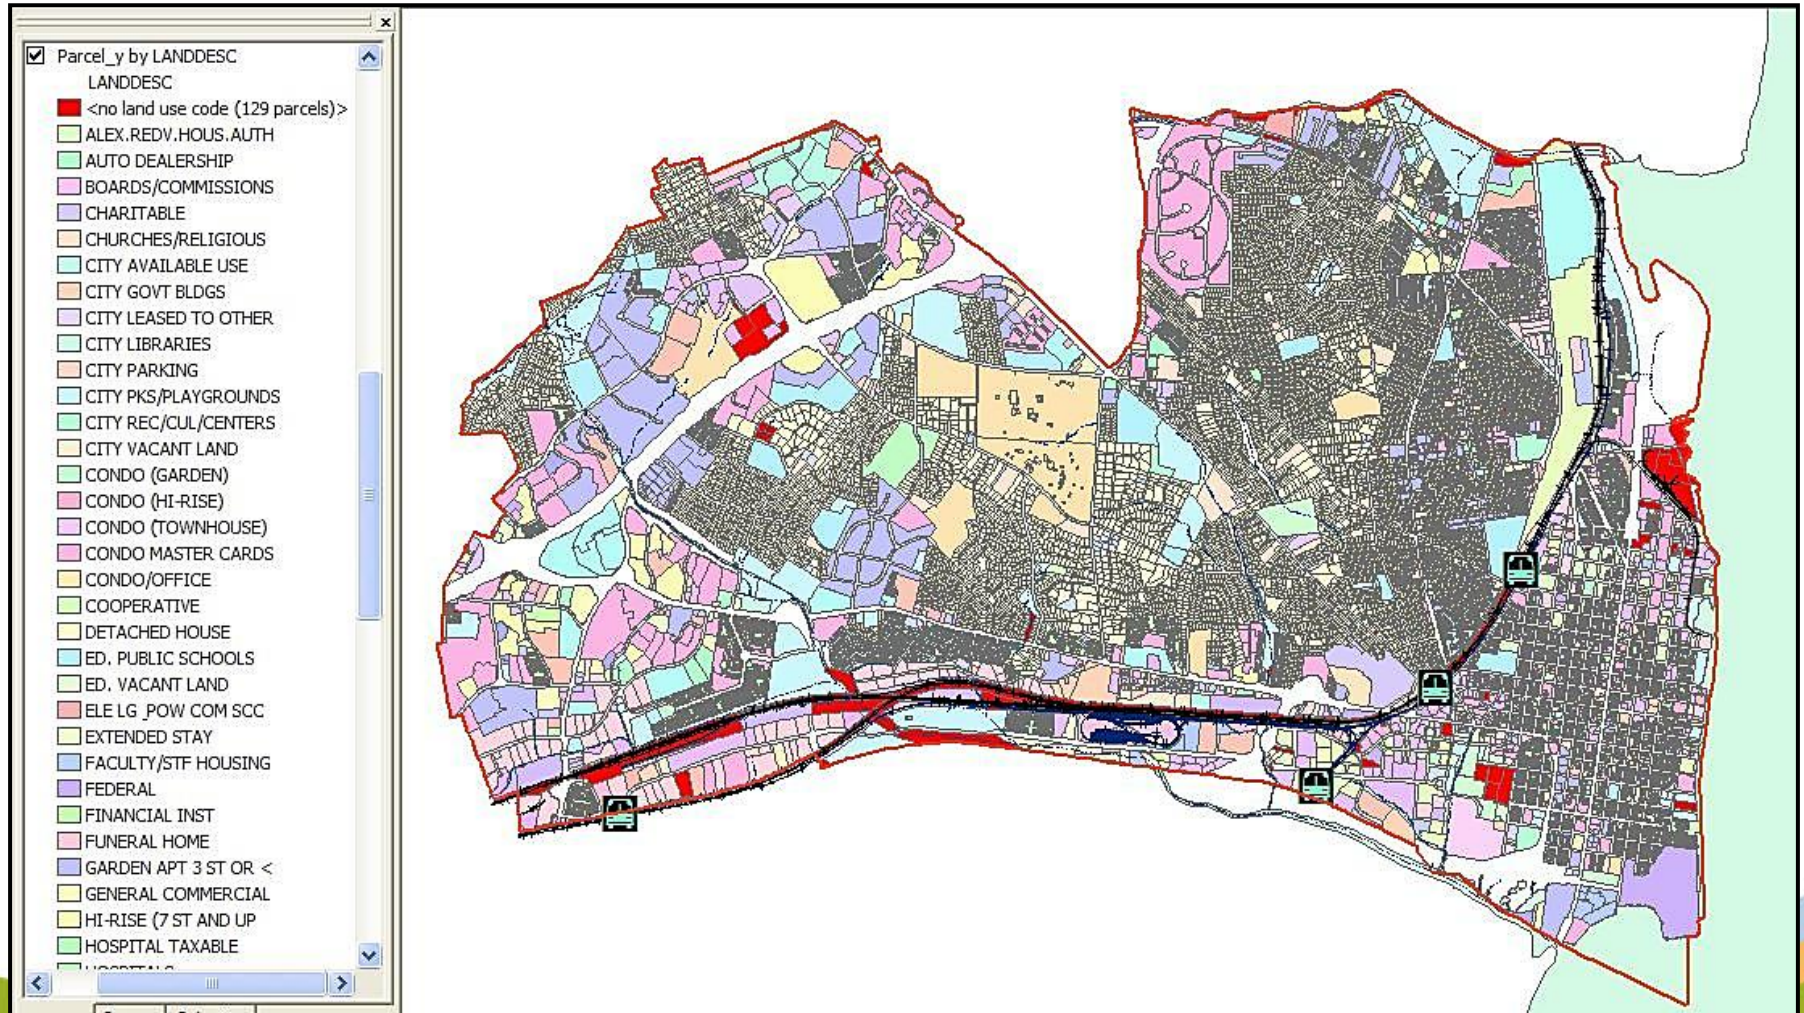 Parcel_y by LANDDESC
LANDDESC
<no land use code (129 parcels)>
ALEX.REDV.HOUS.AUTH
AUTO DEALERSHIP
BOARDS/COMMISSIONS
CHARITABLE
CHURCHES/RELIGIOUS
CITY AVAILABLE USE
CITY GOVT BLDGS
CITY LEASED TO OTHER
CITY LIBRARIES
CITY PARKING
CITY PKS/PLAYGROUNDS
CITY REC/CUL/CENTERS
CITY VACANT LAND
CONDO (GARDEN)
CONDO (HI-RISE)
CONDO (TOWNHOUSE)
CONDO MASTER CARDS
CONDO/OFFICE
COOPERATIVE
DETACHED HOUSE
ED. PUBLIC SCHOOLS
ED. VACANT LAND
ELE LG _POW COM SCC
EXTENDED STAY
FACULTY/STF HOUSING
FEDERAL
FINANCIAL INST
FUNERAL HOME
GARDEN APT 3 ST OR <
GENERAL COMMERCIAL
HI-RISE (7 ST AND UP
HOSPITAL TAXABLE